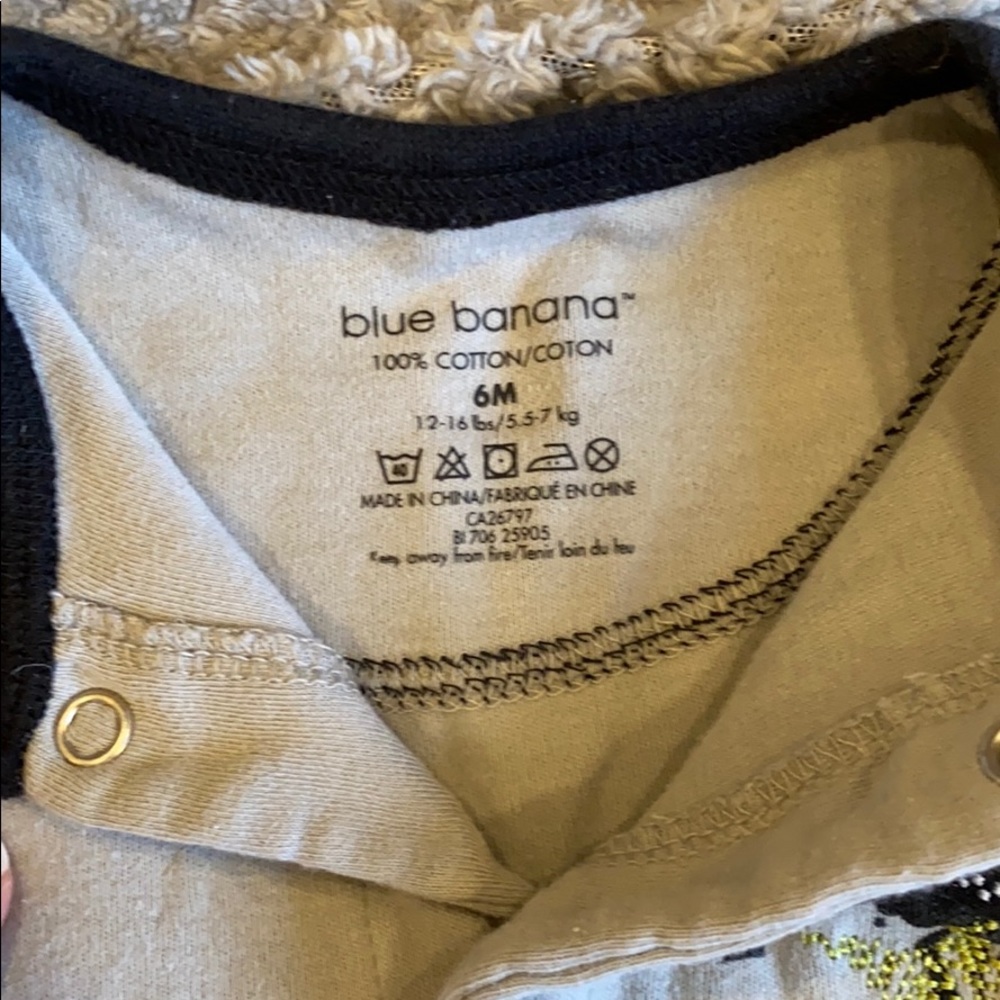 blue banana™
100% COTTON/COTON
6M
12-16 lbs/5.5-7 kg
40
MADE IN CHINA/FABRIQUÉ EN CHINE
CA26797
BI 706 25905
Keep away from fire/Tenir loin du feu